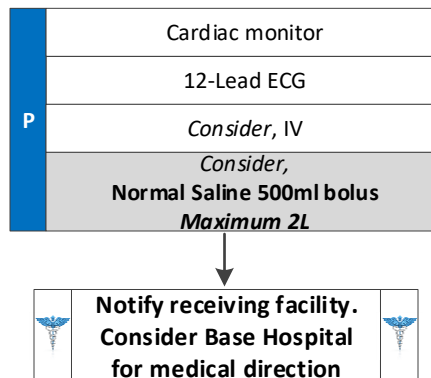 Cardiac monitor
12-Lead ECG
P
Consider, IV
Consider,
Normal Saline 500ml bolus
Maximum 2L
Notify receiving facility.
Consider Base Hospital
for medical direction